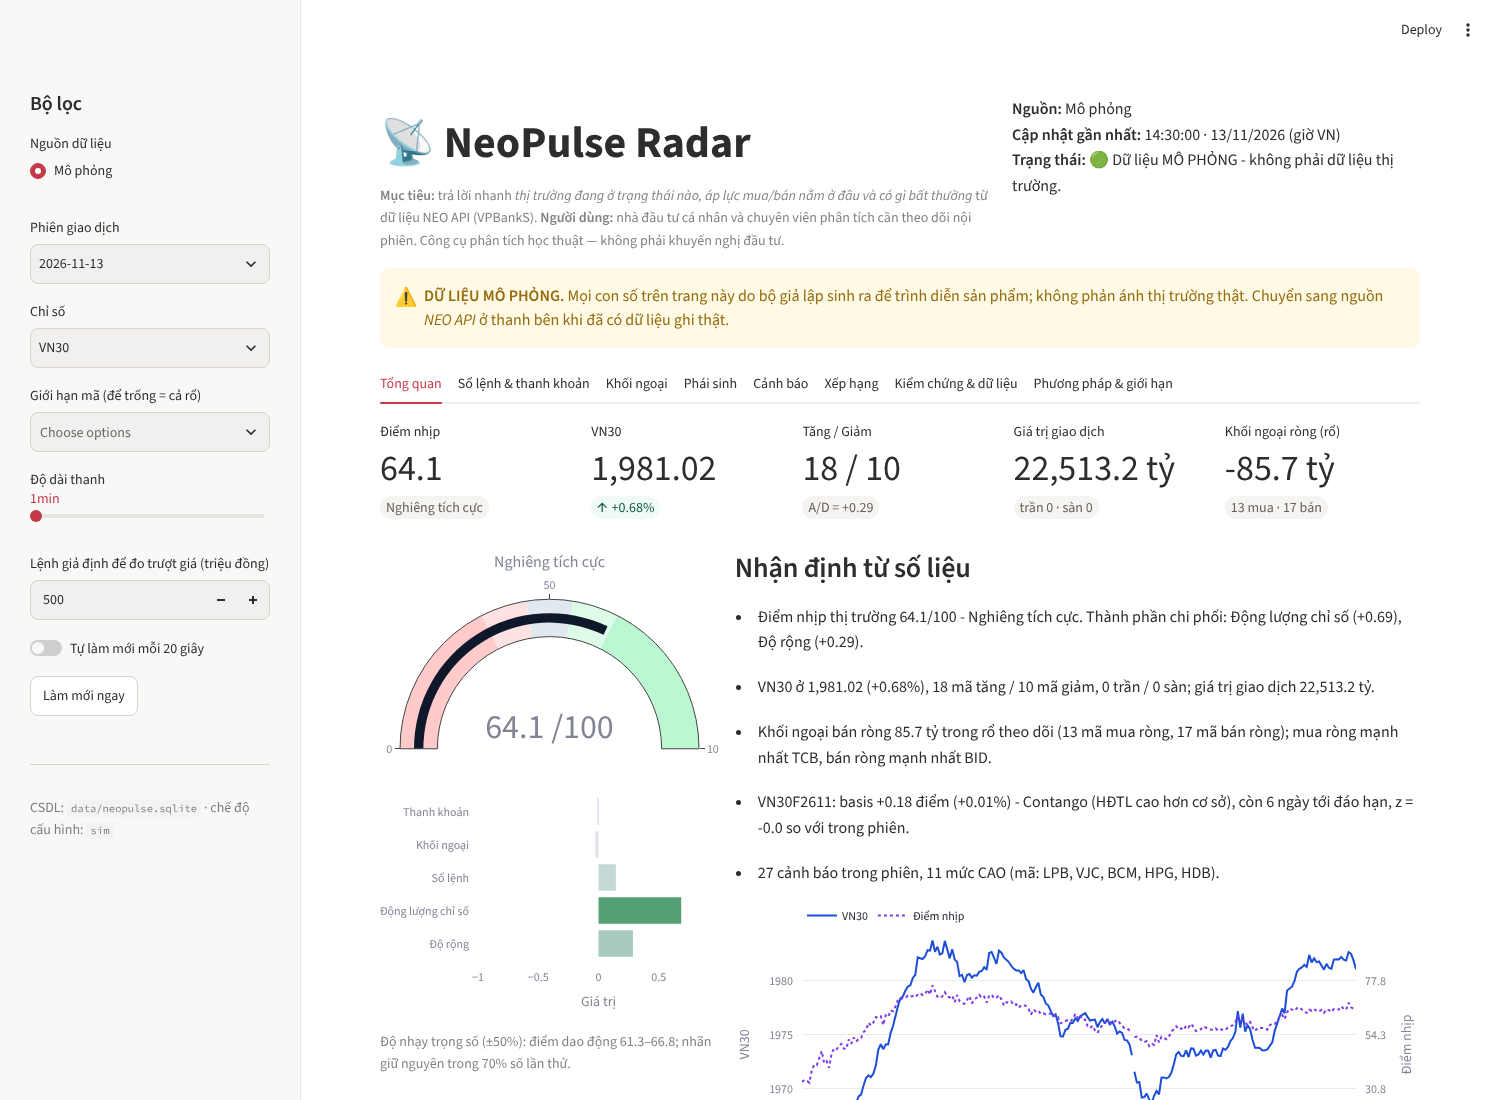 Deploy
Bộ lọc
Nguồn dữ liệu
Mô phỏng
Phiên giao dịch
2026-11-13
Chỉ số
VN30
Giới hạn mã (để trống = cả rổ)
Choose options
Độ dài thanh
1min
Lệnh giả định để đo trượt giá (triệu đồng)
500
Tự làm mới mỗi 20 giây
Làm mới ngay
CSDL: data/neopulse.sqlite · chế độ
cấu hình: sim
NeoPulse Radar
Mục tiêu: trả lời nhanh thị trường đang ở trạng thái nào, áp lực mua/bán nằm ở đâu và có gì bất thường từ
dữ liệu NEO API (VPBankS). Người dùng: nhà đầu tư cá nhân và chuyên viên phân tích cần theo dõi nội
phiên. Công cụ phân tích học thuật — không phải khuyến nghị đầu tư.
Nguồn: Mô phỏng
Cập nhật gần nhất: 14:30:00 · 13/11/2026 (giờ VN)
Trạng thái: 🟢 Dữ liệu MÔ PHỎNG - không phải dữ liệu thị
trường.
DỮ LIỆU MÔ PHỎNG. Mọi con số trên trang này do bộ giả lập sinh ra để trình diễn sản phẩm; không phản ánh thị trường thật. Chuyển sang nguồn
NEO API ở thanh bên khi đã có dữ liệu ghi thật.
Tổng quan Sổ lệnh & thanh khoản Khối ngoại Phái sinh Cảnh báo Xếp hạng Kiểm chứng & dữ liệu Phương pháp & giới hạn
Điểm nhịp
64.1
Nghiêng tích cực
VN30
1,981.02
↑ +0.68%
Tăng / Giảm
18 / 10
A/D = +0.29
Giá trị giao dịch
22,513.2 tỷ
trần 0 · sàn 0
Khối ngoại ròng (rổ)
-85.7 tỷ
13 mua · 17 bán
Nghiêng tích cực
50
0
10
64.1 /100
Thanh khoản
Khối ngoại
Sổ lệnh
Động lượng chỉ số
Độ rộng
−1 −0.5 0 0.5
Giá trị
Độ nhạy trọng số (±50%): điểm dao động 61.3–66.8; nhãn
giữ nguyên trong 70% số lần thử.
Nhận định từ số liệu
• Điểm nhịp thị trường 64.1/100 - Nghiêng tích cực. Thành phần chi phối: Động lượng chỉ số (+0.69),
Độ rộng (+0.29).
• VN30 ở 1,981.02 (+0.68%), 18 mã tăng / 10 mã giảm, 0 trần / 0 sàn; giá trị giao dịch 22,513.2 tỷ.
• Khối ngoại bán ròng 85.7 tỷ trong rổ theo dõi (13 mã mua ròng, 17 mã bán ròng); mua ròng mạnh
nhất TCB, bán ròng mạnh nhất BID.
• VN30F2611: basis +0.18 điểm (+0.01%) - Contango (HĐTL cao hơn cơ sở), còn 6 ngày tới đáo hạn, z =
-0.0 so với trong phiên.
• 27 cảnh báo trong phiên, 11 mức CAO (mã: LPB, VJC, BCM, HPG, HDB).
VN30 Điểm nhịp
1980
1975
1970
VN30
77.8
54.3
30.8
Điểm nhịp